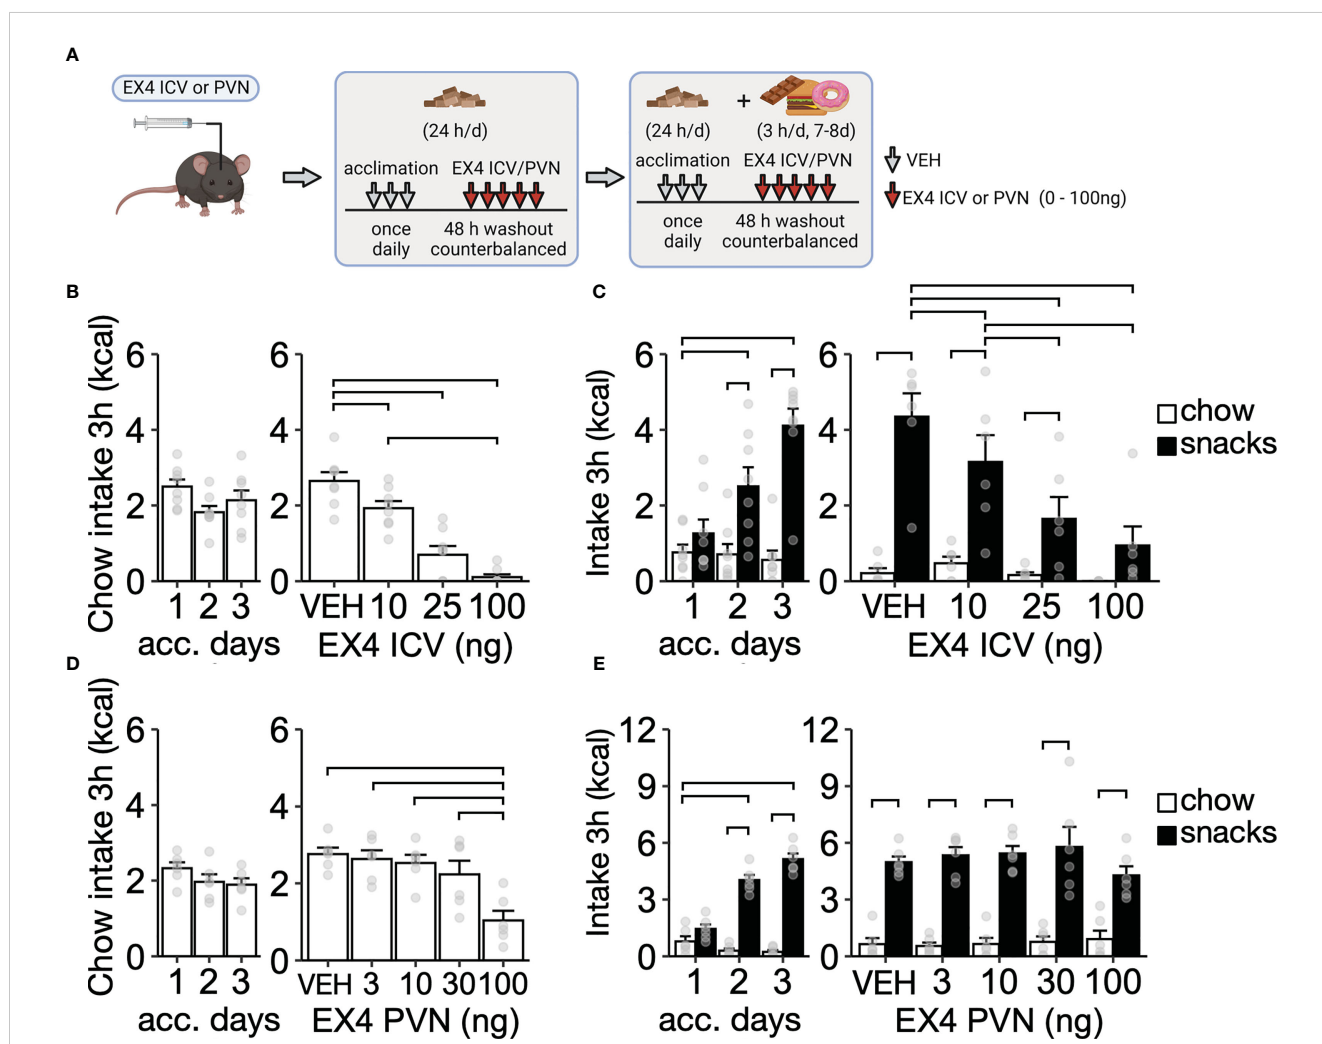 A
EX4 ICV or PVN
(24 h/d)
acclimation EX4 ICV/PVN
once daily
48 h washout counterbalanced
+
(24 h/d) (3 h/d, 7-8d)
acclimation EX4 ICV/PVN
once daily
48 h washout counterbalanced
VEH
EX4 ICV or PVN (0 - 100ng)
B
Chow intake 3h (kcal)
6
4
2
0
1 2 3
acc. days
6
4
2
0
VEH 10 25 100
EX4 ICV (ng)
C
Intake 3h (kcal)
6
4
2
0
1 2 3
acc. days
6
4
2
0
VEH 10 25 100
EX4 ICV (ng)
chow
snacks
D
Chow intake 3h (kcal)
6
4
2
0
1 2 3
acc. days
6
4
2
0
VEH 3 10 30 100
EX4 PVN (ng)
E
Intake 3h (kcal)
12
9
6
3
0
1 2 3
acc. days
12
9
6
3
0
VEH 3 10 30 100
EX4 PVN (ng)
chow
snacks